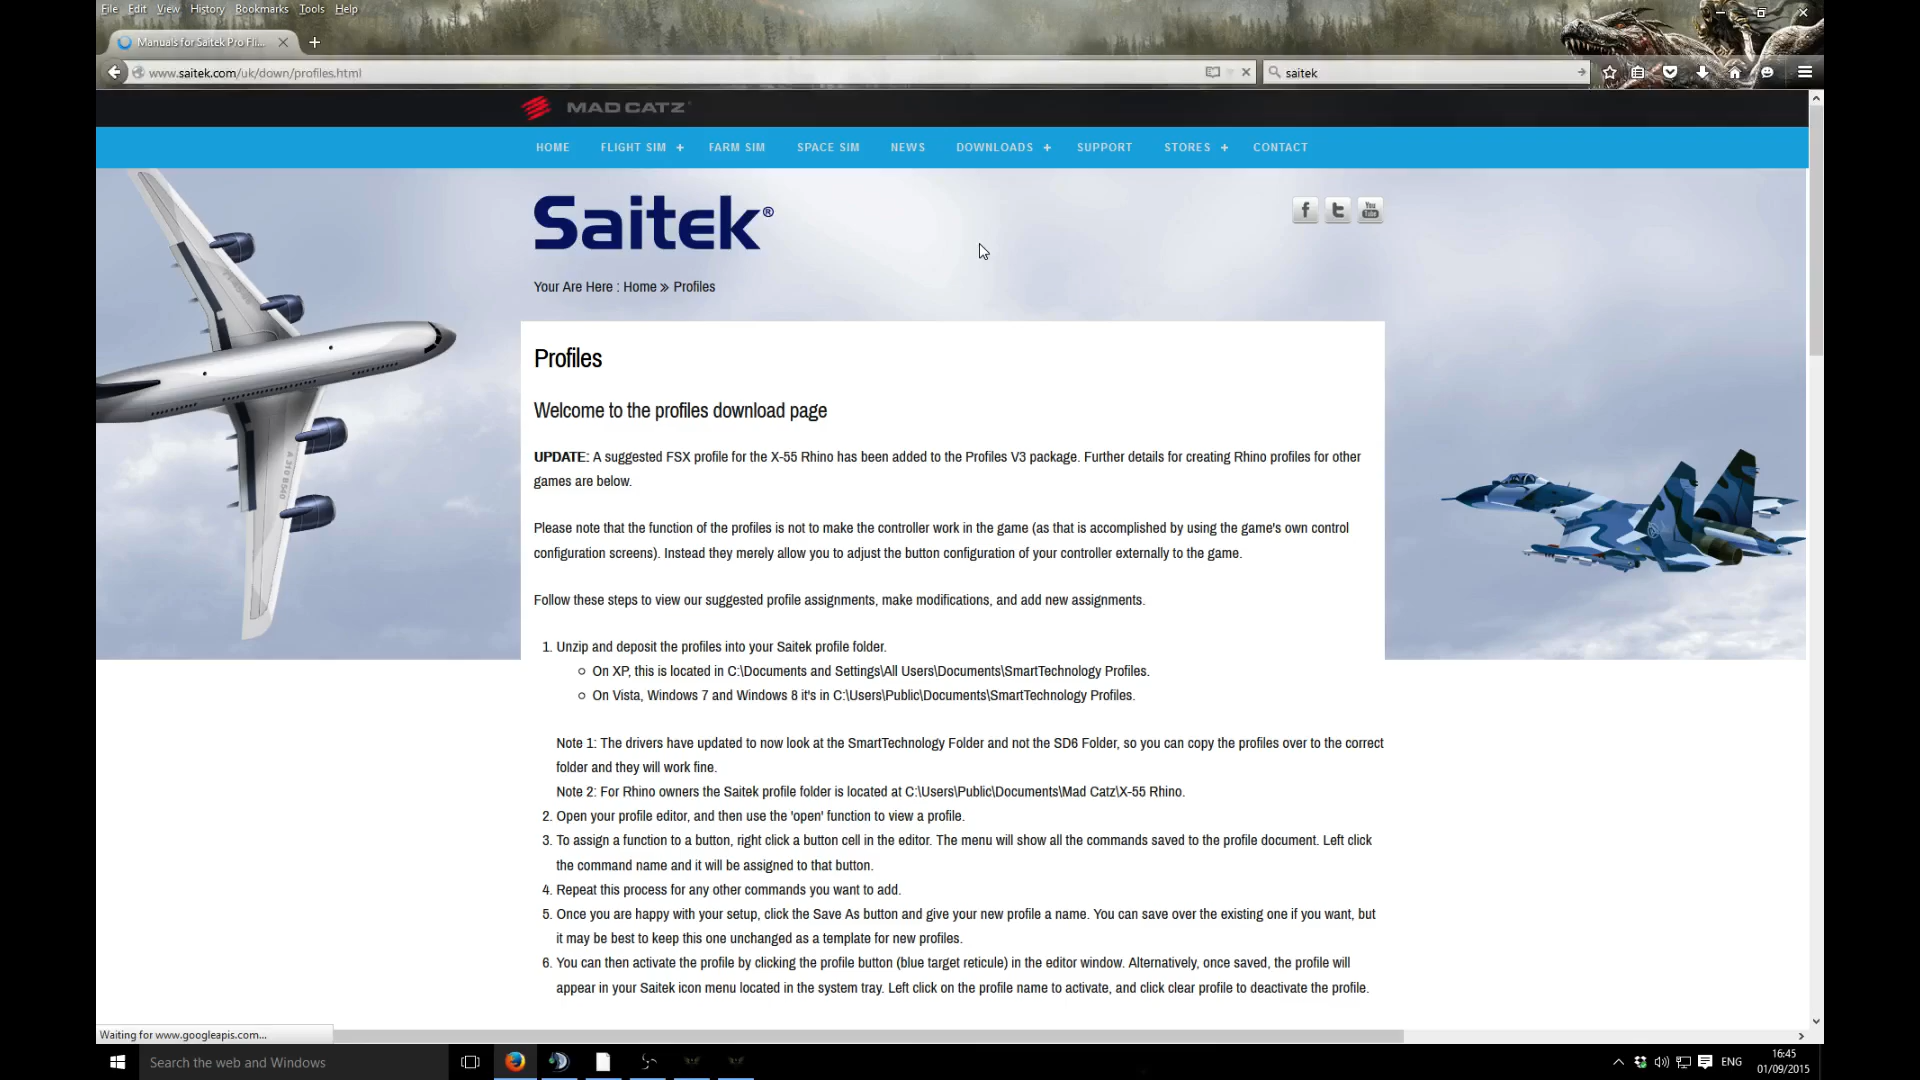 File Edit View History Bookmarks Tools Help
Manuals for Saitek Pro Fli...
www.saitek.com/uk/down/profiles.html
saitek
MAD CATZ
HOME FLIGHT SIM + FARM SIM SPACE SIM NEWS DOWNLOADS + SUPPORT STORES + CONTACT
Saitek®
f t You Tube
Your Are Here : Home » Profiles
Profiles
Welcome to the profiles download page
UPDATE: A suggested FSX profile for the X-55 Rhino has been added to the Profiles V3 package. Further details for creating Rhino profiles for other
games are below.
Please note that the function of the profiles is not to make the controller work in the game (as that is accomplished by using the game's own control
configuration screens). Instead they merely allow you to adjust the button configuration of your controller externally to the game.
Follow these steps to view our suggested profile assignments, make modifications, and add new assignments.
1. Unzip and deposit the profiles into your Saitek profile folder.
On XP, this is located in C:\Documents and Settings\All Users\Documents\SmartTechnology Profiles.
On Vista, Windows 7 and Windows 8 it's in C:\Users\Public\Documents\SmartTechnology Profiles.
Note 1: The drivers have updated to now look at the SmartTechnology Folder and not the SD6 Folder, so you can copy the profiles over to the correct
folder and they will work fine.
Note 2: For Rhino owners the Saitek profile folder is located at C:\Users\Public\Documents\Mad Catz\X-55 Rhino.
2. Open your profile editor, and then use the 'open' function to view a profile.
3. To assign a function to a button, right click a button cell in the editor. The menu will show all the commands saved to the profile document. Left click
the command name and it will be assigned to that button.
4. Repeat this process for any other commands you want to add.
5. Once you are happy with your setup, click the Save As button and give your new profile a name. You can save over the existing one if you want, but
it may be best to keep this one unchanged as a template for new profiles.
6. You can then activate the profile by clicking the profile button (blue target reticule) in the editor window. Alternatively, once saved, the profile will
appear in your Saitek icon menu located in the system tray. Left click on the profile name to activate, and click clear profile to deactivate the profile.
Waiting for www.googleapis.com...
Search the web and Windows
ENG
16:45
01/09/2015